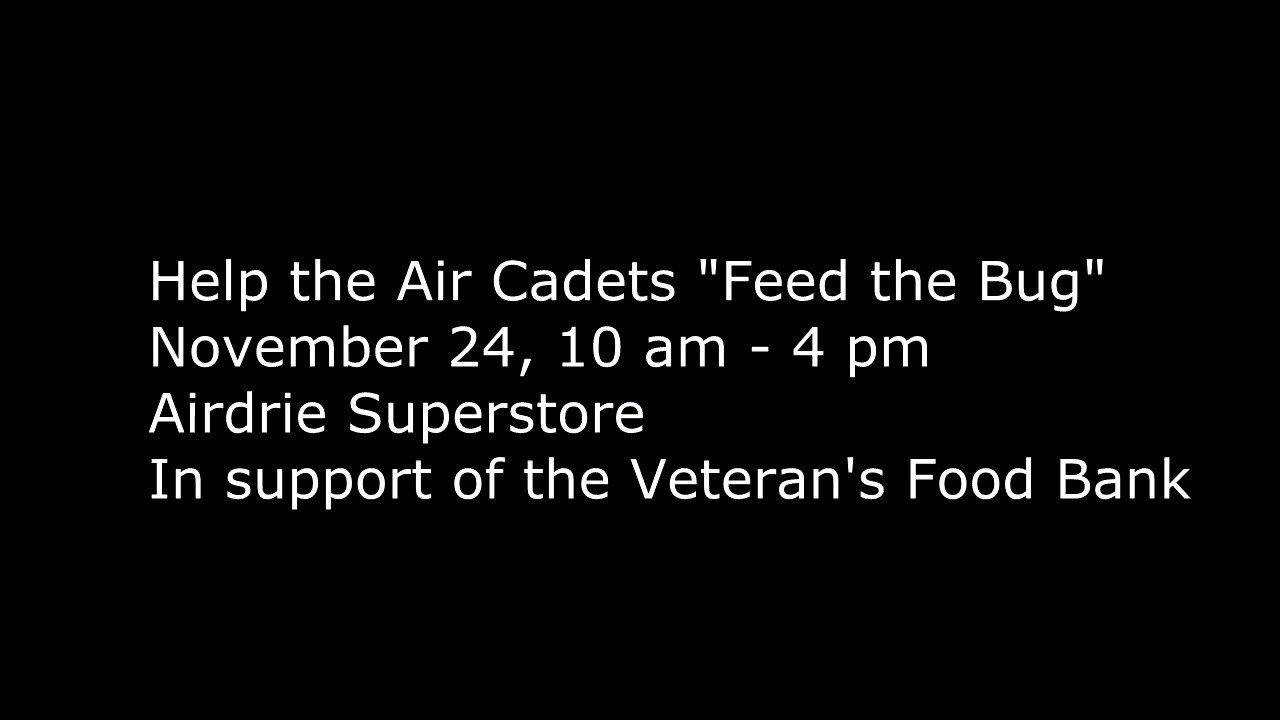 Help the Air Cadets "Feed the Bug"
November 24, 10 am - 4 pm
Airdrie Superstore
In support of the Veteran's Food Bank